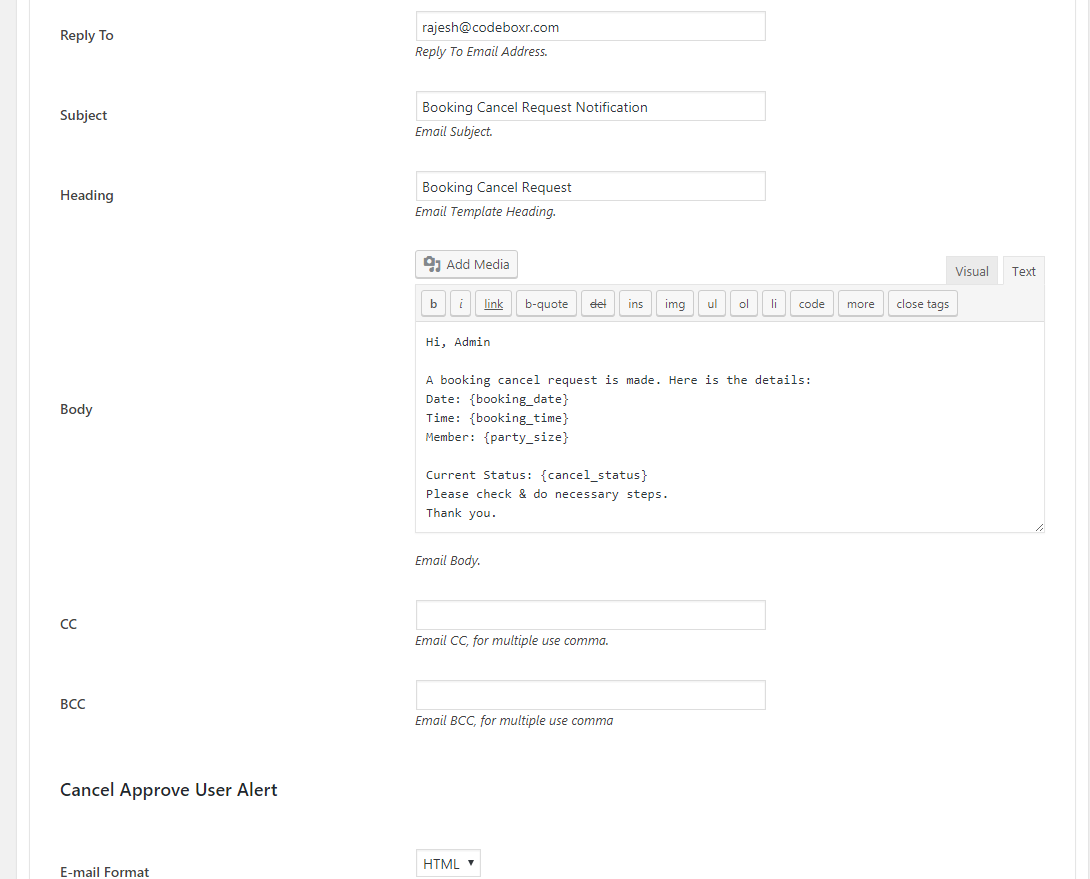 Reply To
rajesh@codeboxr.com
Reply To Email Address.
Subject
Booking Cancel Request Notification
Email Subject.
Heading
Booking Cancel Request
Email Template Heading.
Add Media
Visual Text
b i link b-quote del ins img ul ol li code more close tags
Body
Hi, Admin
A booking cancel request is made. Here is the details:
Date: {booking_date}
Time: {booking_time}
Member: {party_size}
Current Status: {cancel_status}
Please check & do necessary steps.
Thank you.
Email Body.
CC
Email CC, for multiple use comma.
BCC
Email BCC, for multiple use comma
Cancel Approve User Alert
E-mail Format
HTML